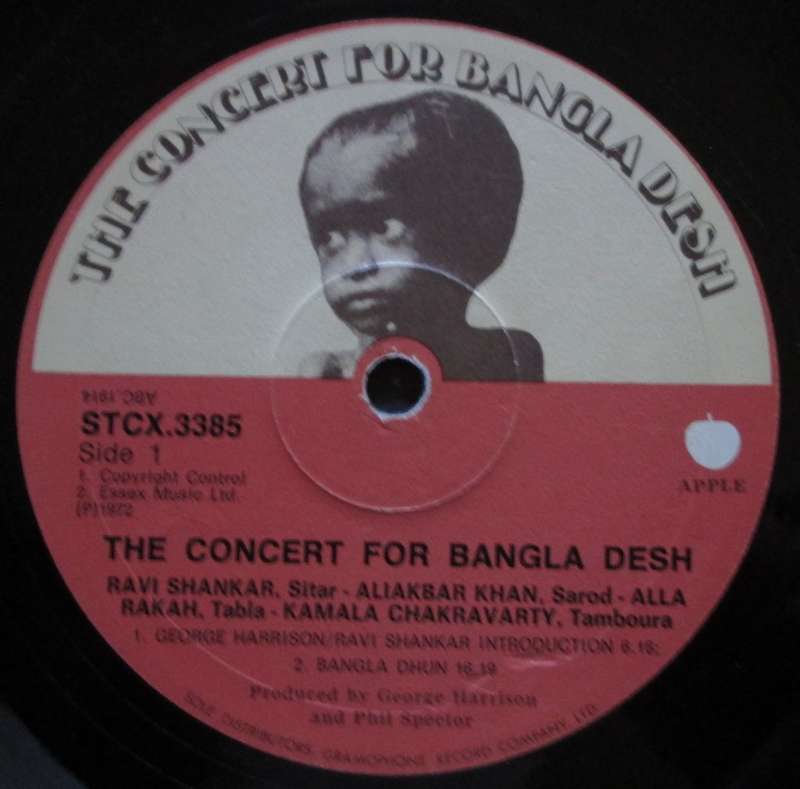 THE CONCERT FOR BANGLA DESH
ABC.1614
STCX.3385
Side 1
1. Copyright Control
2. Essex Music Ltd.
(P)1972
APPLE
THE CONCERT FOR BANGLA DESH
RAVI SHANKAR, Sitar - ALIAKBAR KHAN, Sarod - ALLA
RAKAH, Tabla - KAMALA CHAKRAVARTY, Tamboura
1. GEORGE HARRISON/RAVI SHANKAR INTRODUCTION 6.16;
2. BANGLA DHUN 16.19
Produced by George Harrison
and Phil Spector
SOLE DISTRIBUTORS, GRAMOPHONE RECORD COMPANY LTD.